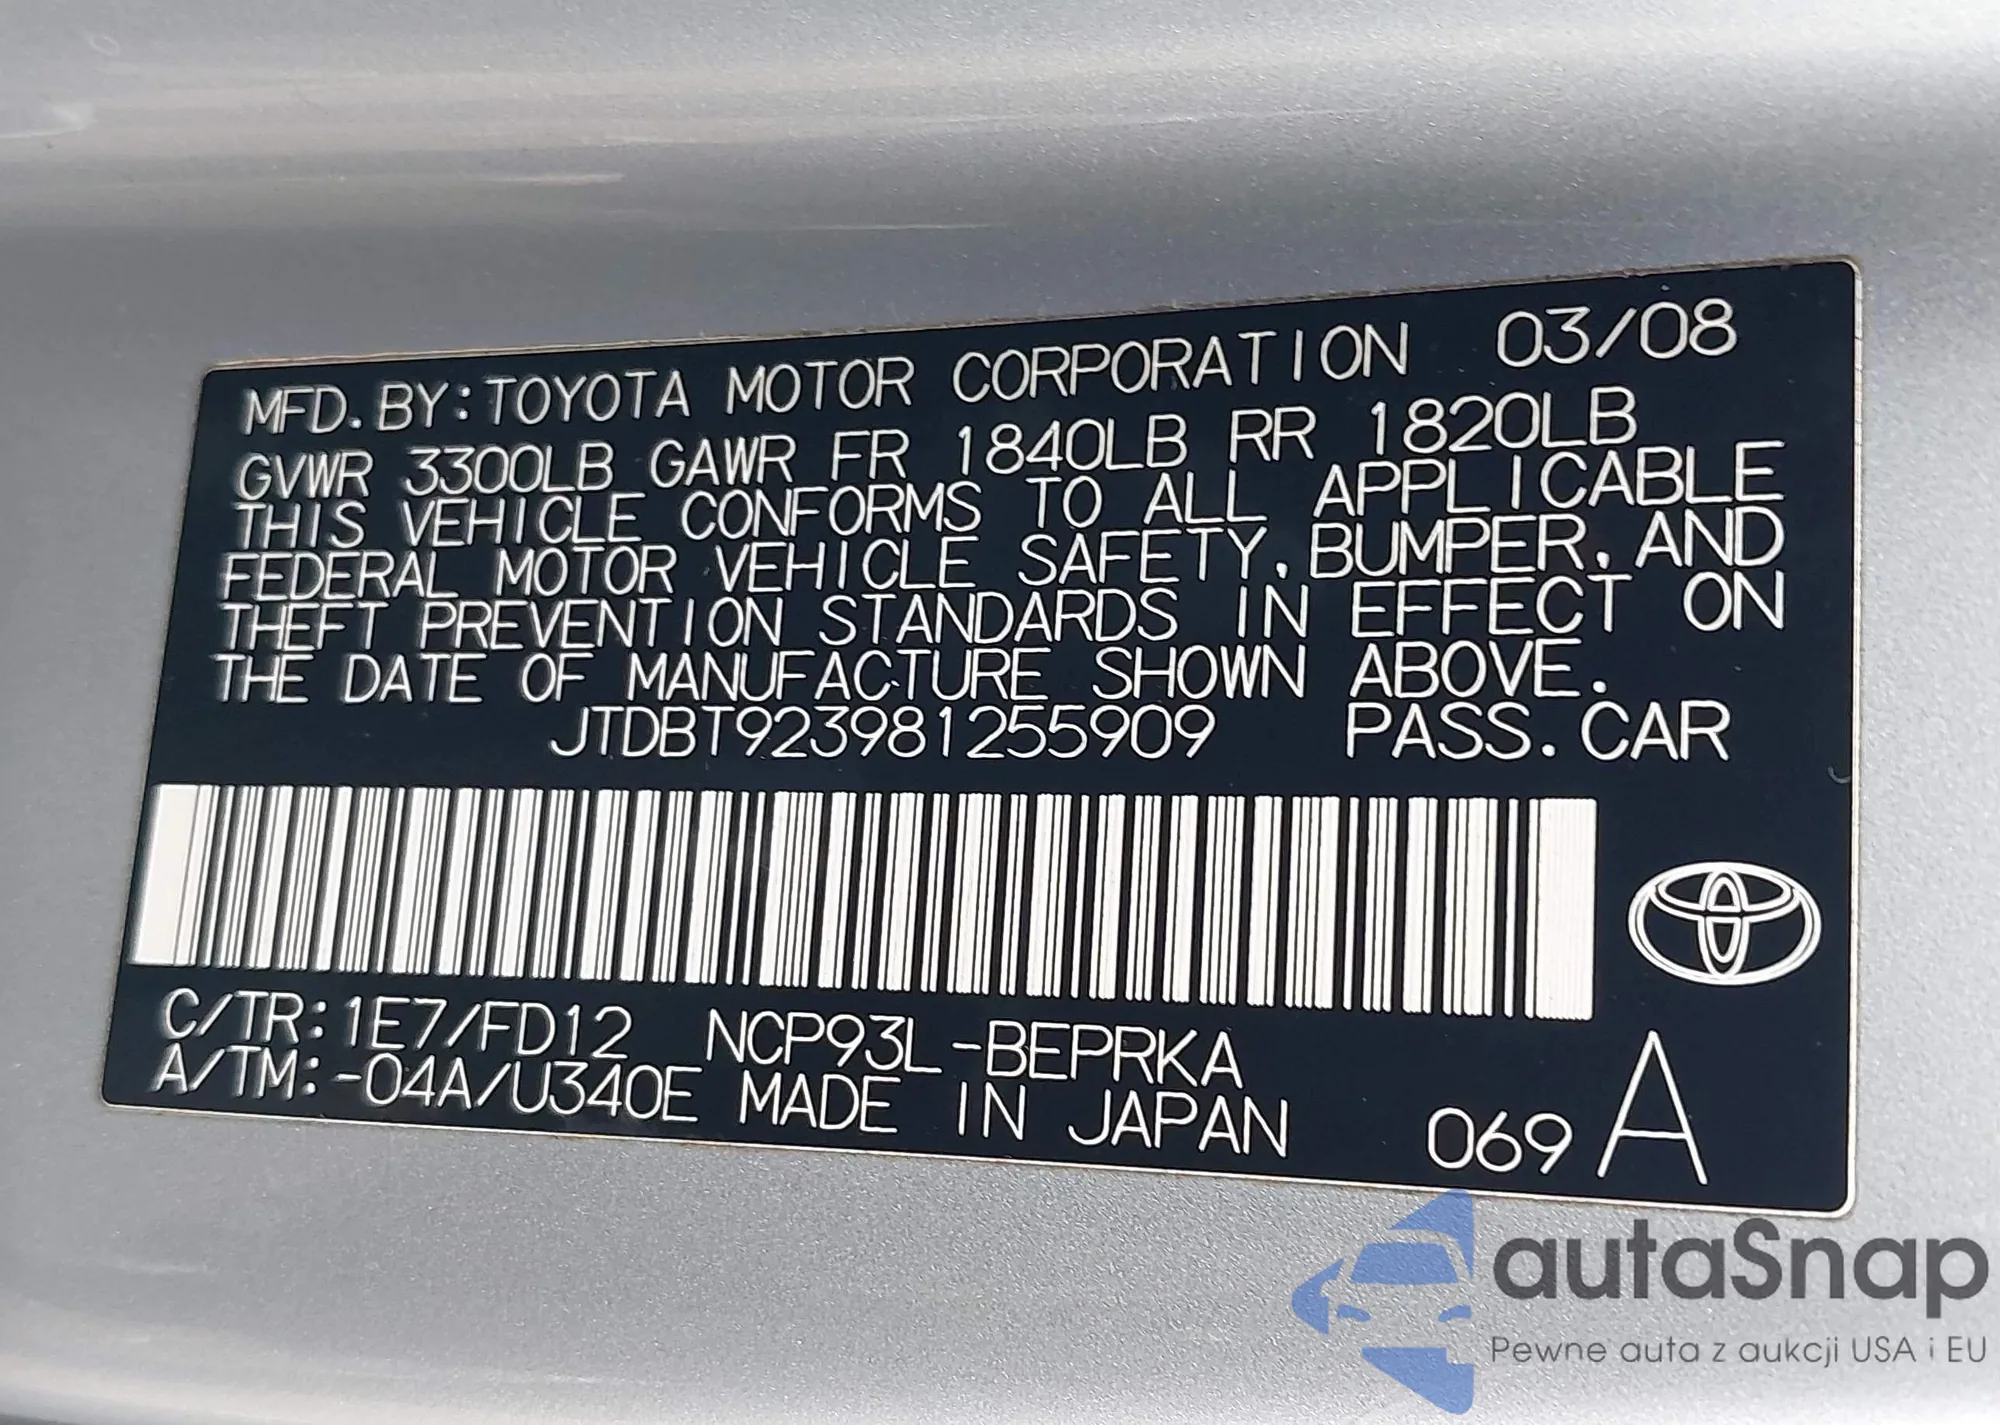 MFD. BY: TOYOTA MOTOR CORPORATION 03/08
GVWR 3300LB GAWR FR 1840LB RR 1820LB
THIS VEHICLE CONFORMS TO ALL APPLICABLE
FEDERAL MOTOR VEHICLE SAFETY, BUMPER, AND
THEFT PREVENTION STANDARDS IN EFFECT ON
THE DATE OF MANUFACTURE SHOWN ABOVE.
JTDBT923981255909 PASS. CAR
C/TR: 1E7/FD12 NCP93L-BEPRKA
A/TM: -04A/U340E MADE IN JAPAN 069 A
autaSnap
Pewne auta z aukcji USA i EU